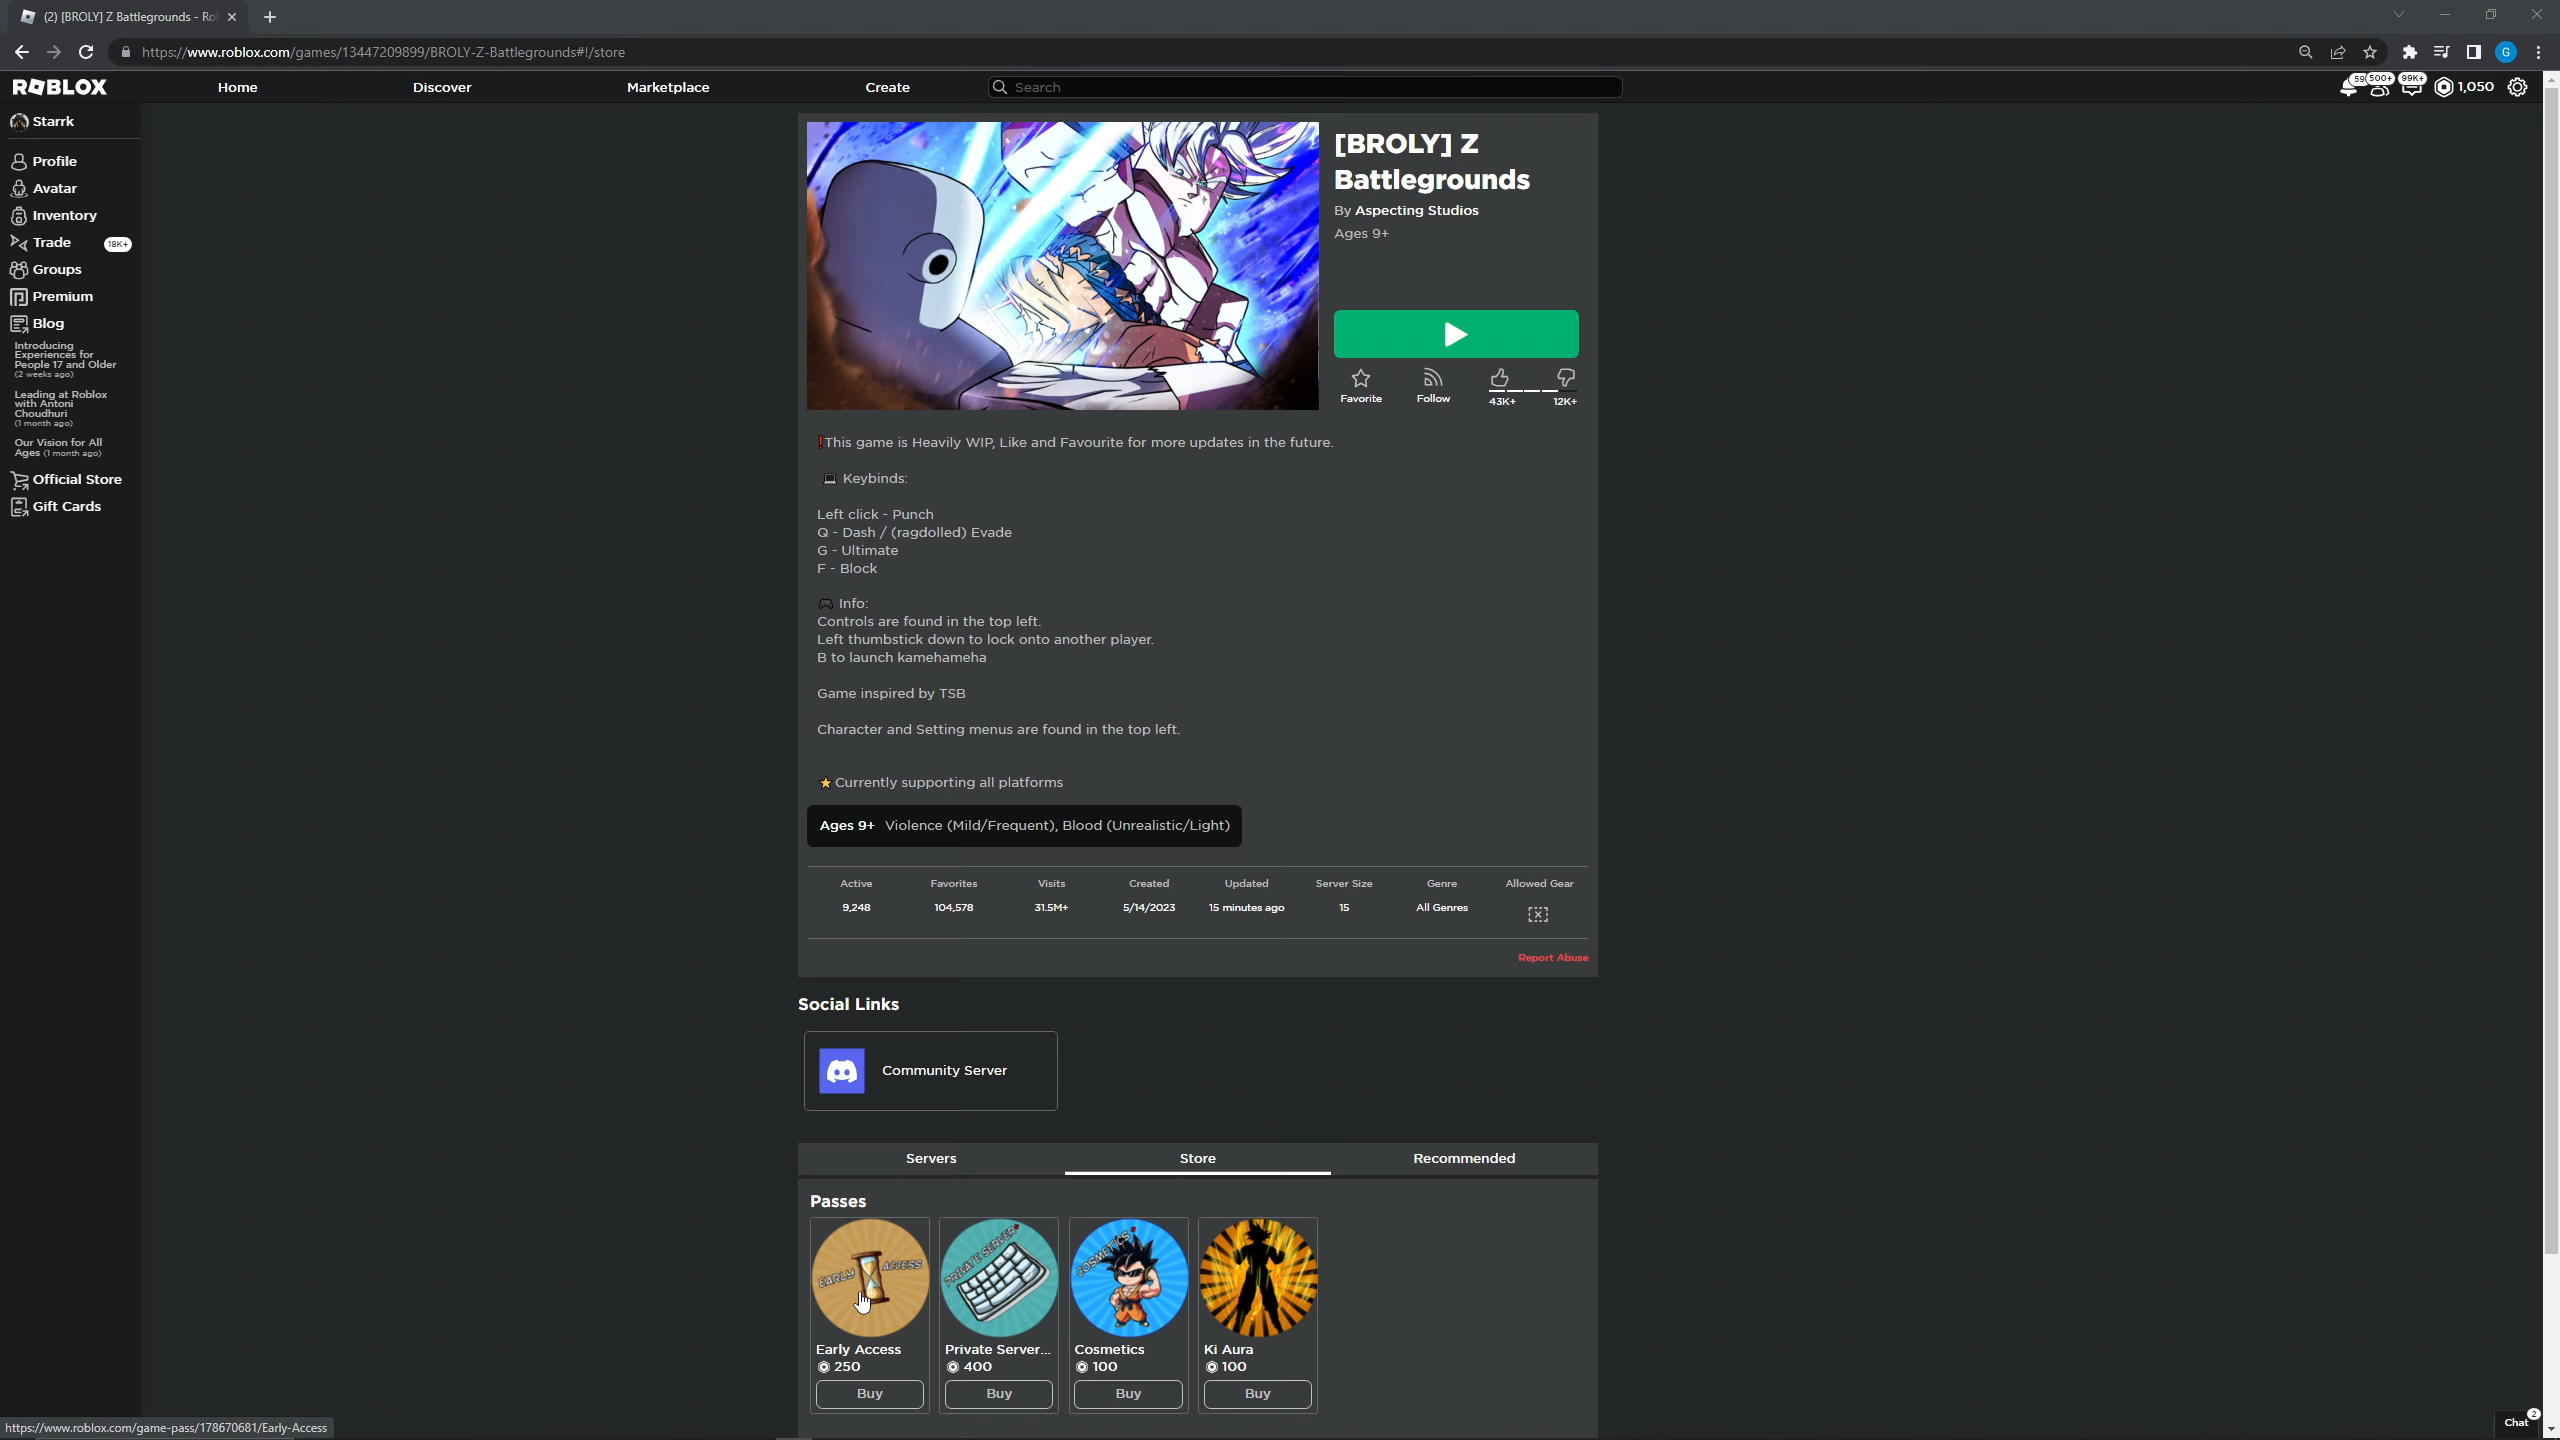 (2) [BROLY] Z Battlegrounds - Ro
https://www.roblox.com/games/13447209899/BROLY-Z-Battlegrounds#!/store
G
ROBLOX
Home
Discover
Marketplace
Create
Search
59
500+
99K+
1,050
Starrk
Profile
Avatar
Inventory
Trade
18K+
Groups
Premium
Blog
Introducing
Experiences for
People 17 and Older
(2 weeks ago)
Leading at Roblox
with Antoni
Choudhuri
(1 month ago)
Our Vision for All
Ages (1 month ago)
Official Store
Gift Cards
[BROLY] Z
Battlegrounds
By Aspecting Studios
Ages 9+
Favorite
Follow
43K+
12K+
❗This game is Heavily WIP, Like and Favourite for more updates in the future.
💻 Keybinds:
Left click - Punch
Q - Dash / (ragdolled) Evade
G - Ultimate
F - Block
🎮 Info:
Controls are found in the top left.
Left thumbstick down to lock onto another player.
B to launch kamehameha
Game inspired by TSB
Character and Setting menus are found in the top left.
⭐Currently supporting all platforms
Ages 9+ Violence (Mild/Frequent), Blood (Unrealistic/Light)
Active
Favorites
Visits
Created
Updated
Server Size
Genre
Allowed Gear
9,248
104,578
31.5M+
5/14/2023
15 minutes ago
15
All Genres
Report Abuse
Social Links
Community Server
Servers
Store
Recommended
Passes
EARLY ACCESS
PRIVATE SERVER
COSMETICS
Early Access
250
Buy
Private Server...
400
Buy
Cosmetics
100
Buy
Ki Aura
100
Buy
https://www.roblox.com/game-pass/178670681/Early-Access
Chat
2